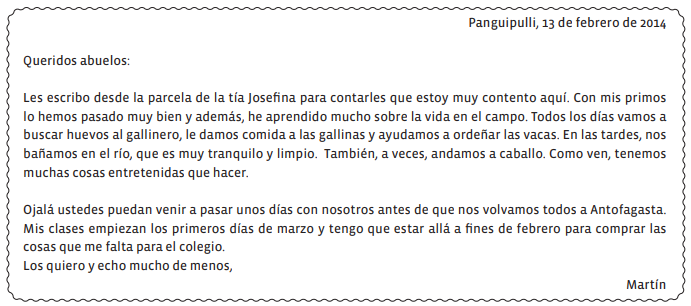 Panguipulli, 13 de febrero de 2014
Queridos abuelos:
Les escribo desde la parcela de la tía Josefina para contarles que estoy muy contento aquí. Con mis primos
lo hemos pasado muy bien y además, he aprendido mucho sobre la vida en el campo. Todos los días vamos a
buscar huevos al gallinero, le damos comida a las gallinas y ayudamos a ordeñar las vacas. En las tardes, nos
bañamos en el río, que es muy tranquilo y limpio. También, a veces, andamos a caballo. Como ven, tenemos
muchas cosas entretenidas que hacer.
Ojalá ustedes puedan venir a pasar unos días con nosotros antes de que nos volvamos todos a Antofagasta.
Mis clases empiezan los primeros días de marzo y tengo que estar allá a fines de febrero para comprar las
cosas que me falta para el colegio.
Los quiero y echo mucho de menos,
Martín